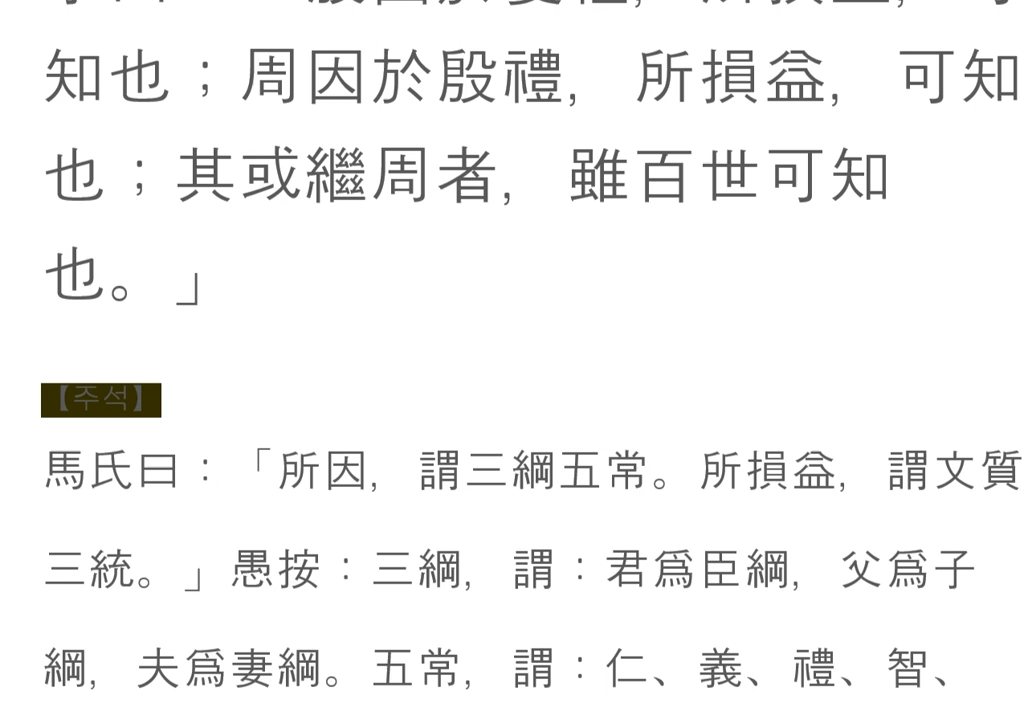 知也；周因於殷禮, 所損益, 可知
也；其或繼周者, 雖百世可知
也。」
【주석】
馬氏曰：「所因, 謂三綱五常。所損益, 謂文質
三統。」愚按：三綱, 謂：君爲臣綱, 父爲子
綱, 夫爲妻綱。五常, 謂：仁、義、禮、智、